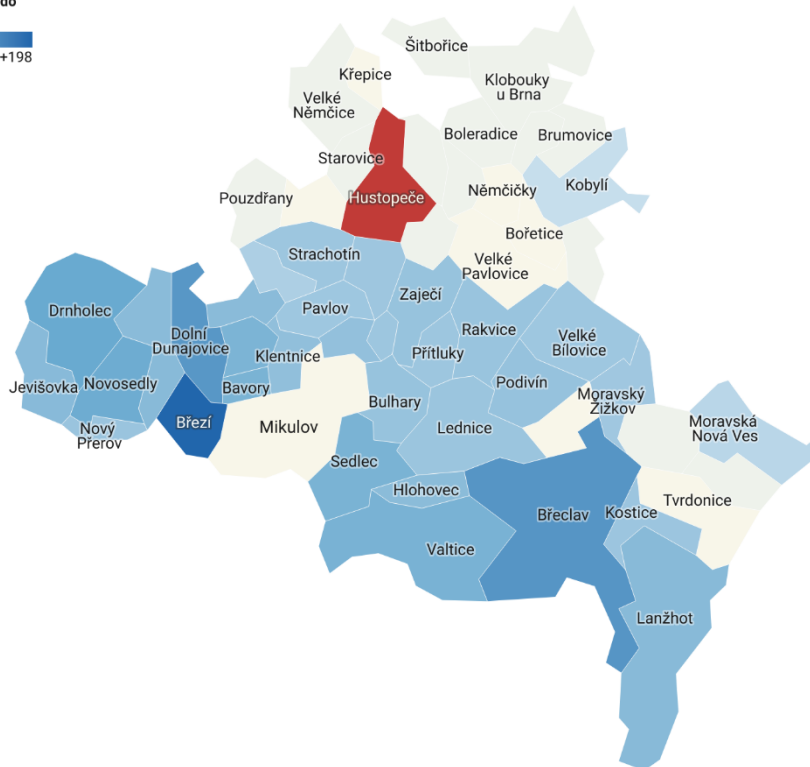 do
+198
Šitbořice
Křepice
Klobouky
u Brna
Velké
Němčice
Boleradice
Brumovice
Starovice
Kobylí
Němčičky
Pouzdřany
Hustopeče
Bořetice
Strachotín
Velké
Pavlovice
Zaječí
Drnholec
Pavlov
Rakvice
Dolní
Dunajovice
Velké
Bílovice
Klentnice
Přítluky
Jevišovka
Novosedly
Bavory
Podivín
Moravský
Žižkov
Bulhary
Březí
Mikulov
Lednice
Moravská
Nová Ves
Nový
Přerov
Sedlec
Hlohovec
Tvrdonice
Břeclav
Kostice
Valtice
Lanžhot